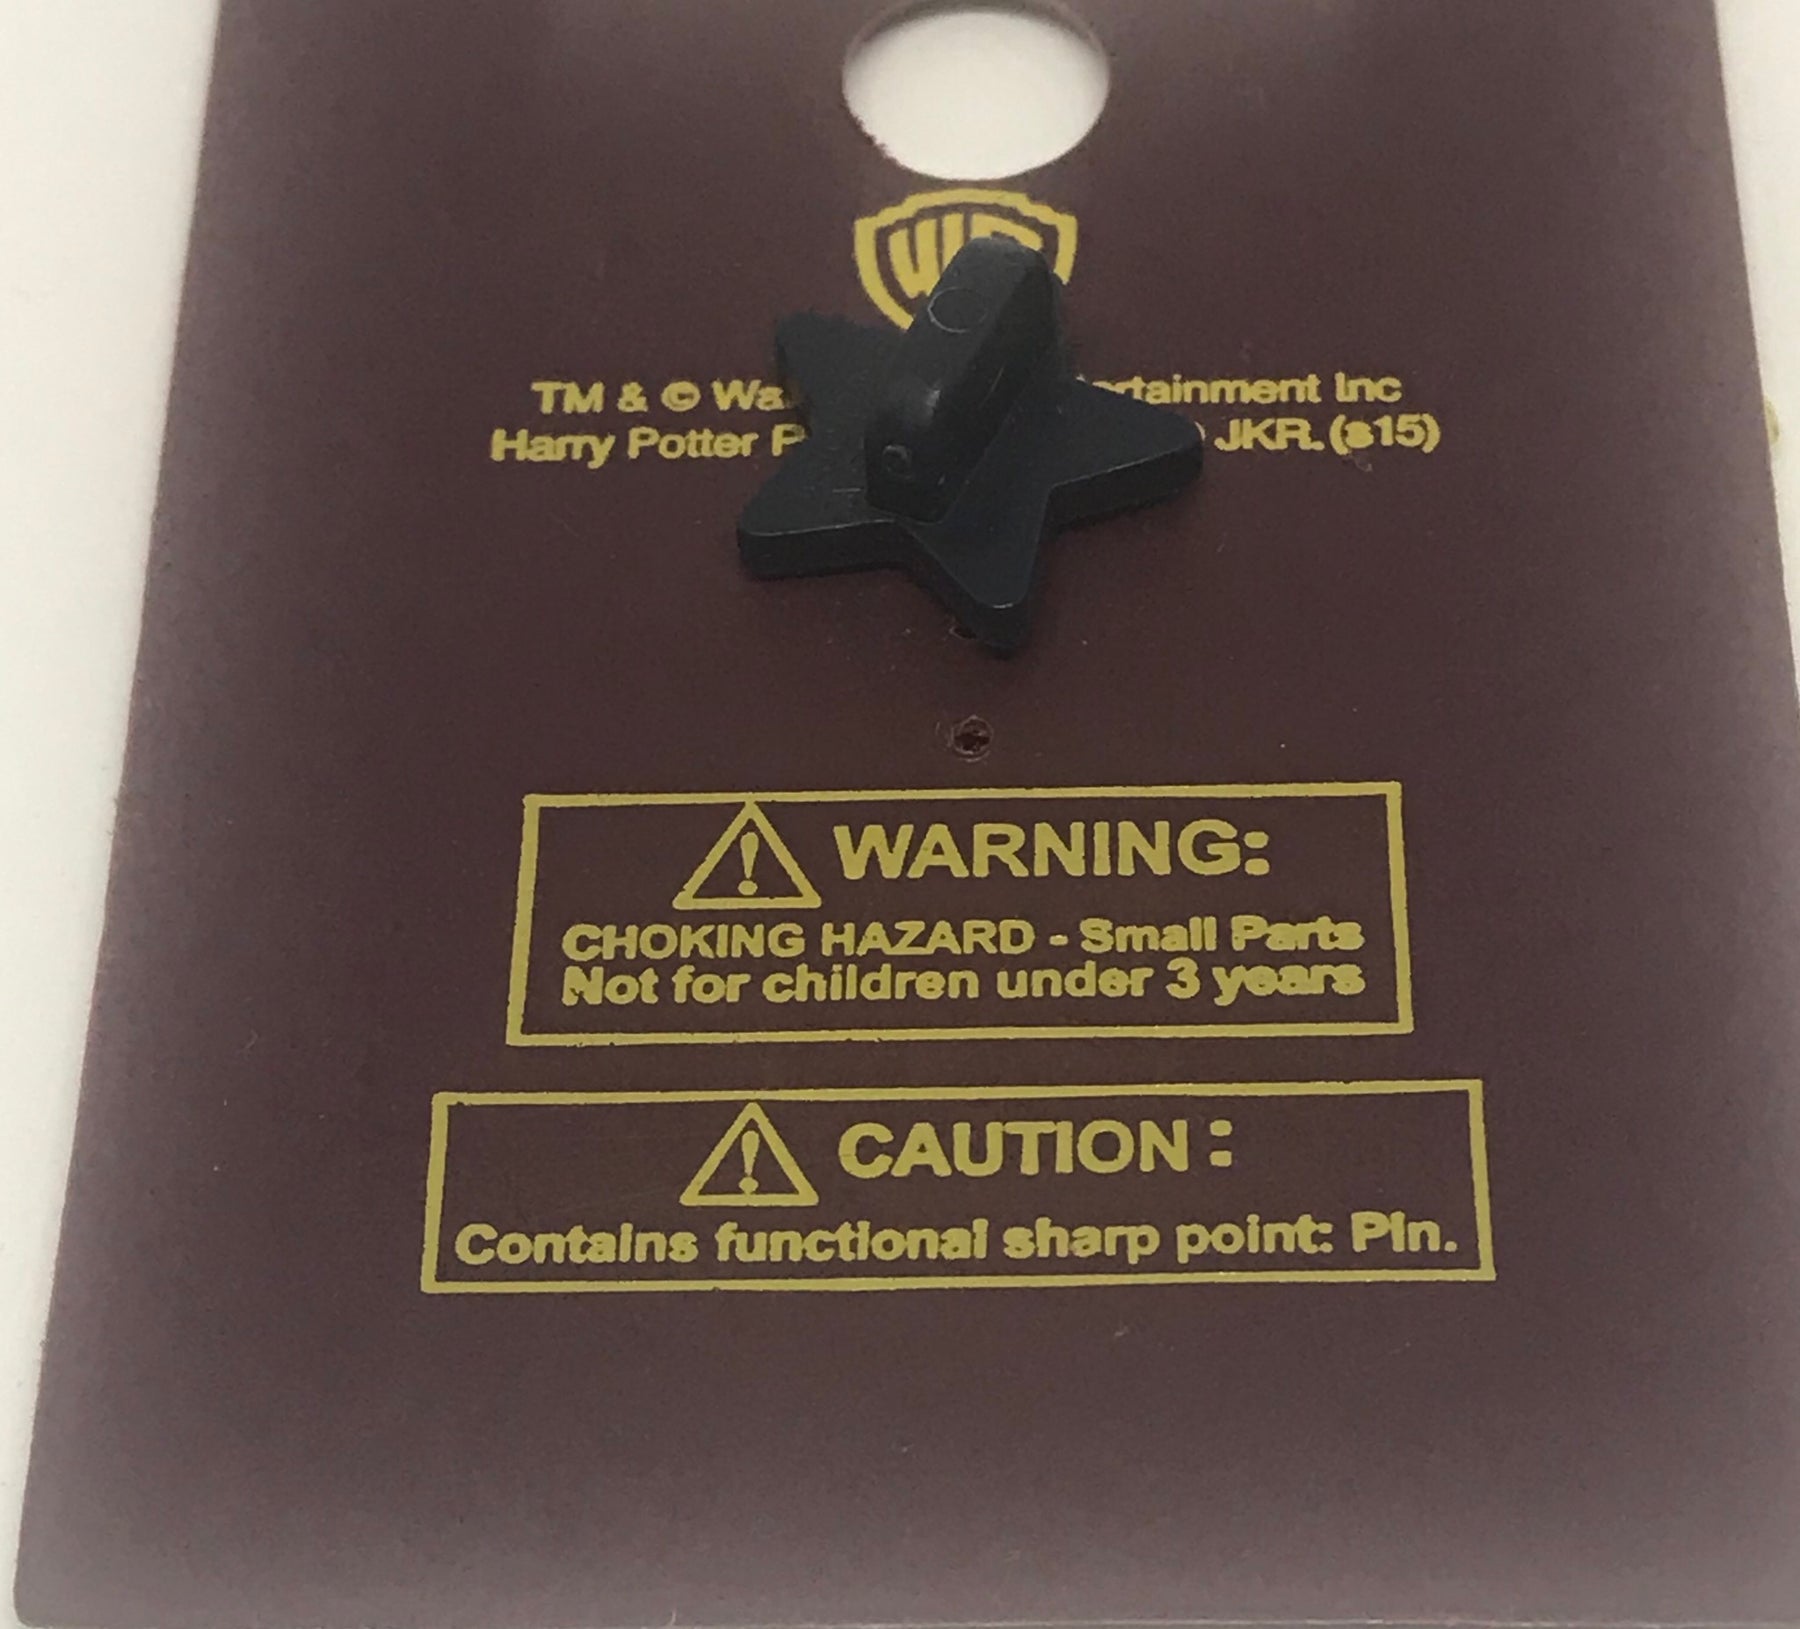 TM & ©
ertainment Inc
Harry Potter
JKR. (s15)
WARNING:
CHOKING HAZARD - Small Parts
Not for children under 3 years
CAUTION:
Contains functional sharp point: Pin.